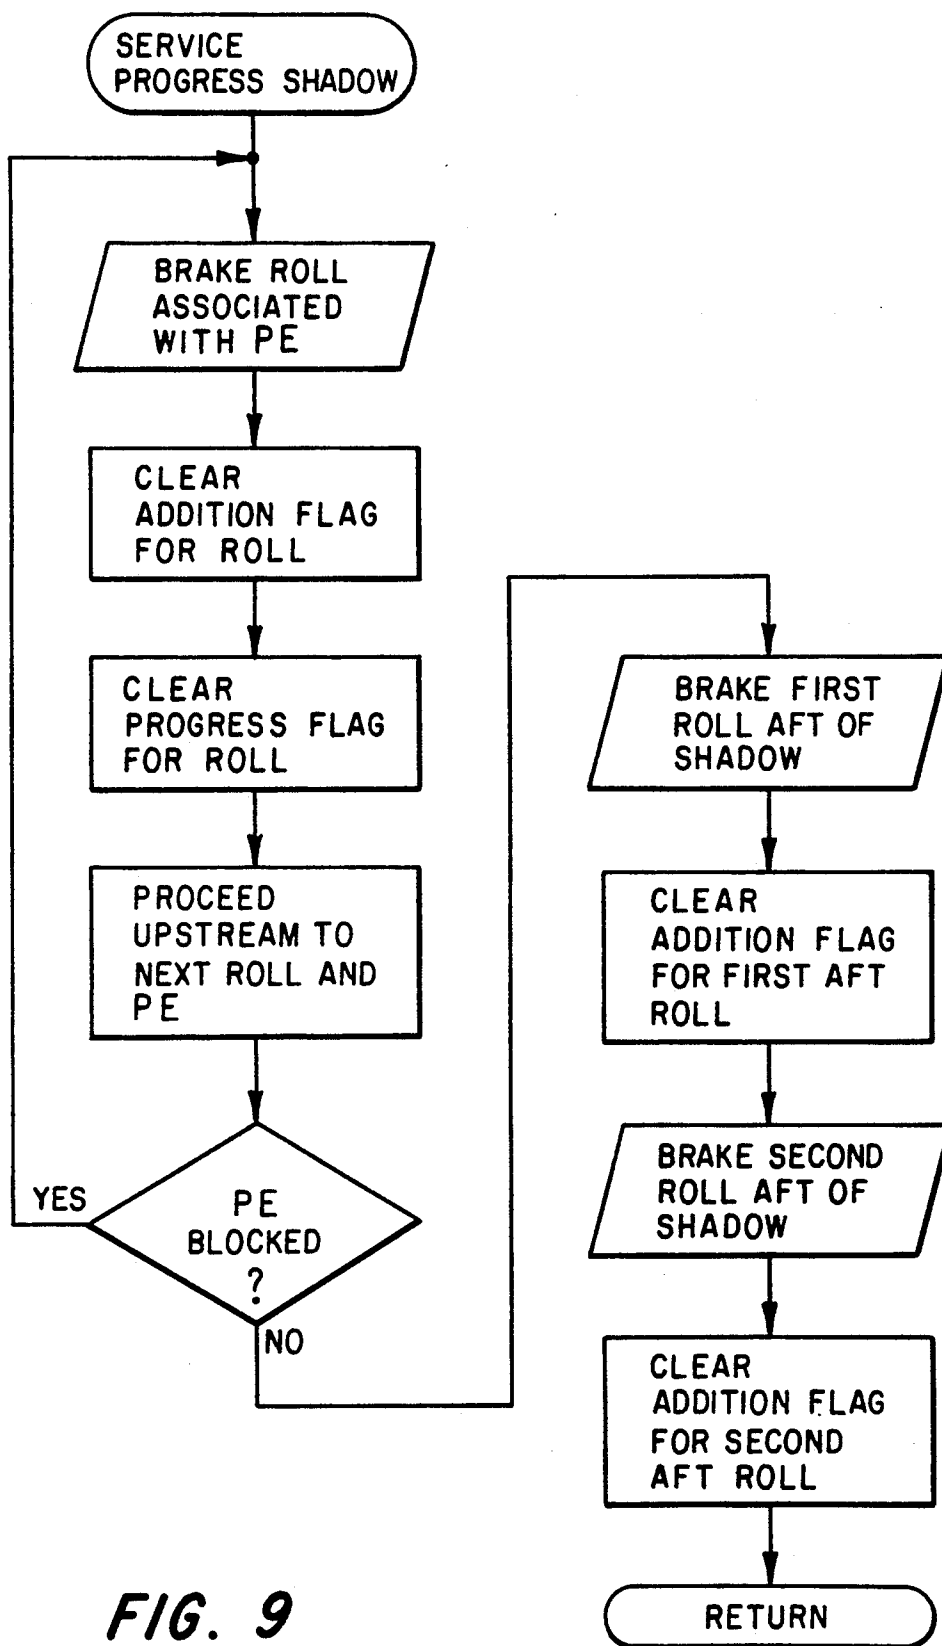 SERVICE
PROGRESS SHADOW
BRAKE ROLL
ASSOCIATED
WITH PE
CLEAR
ADDITION FLAG
FOR ROLL
CLEAR
PROGRESS FLAG
FOR ROLL
PROCEED
UPSTREAM TO
NEXT ROLL AND
PE
YES
PE
BLOCKED
?
NO
BRAKE FIRST
ROLL AFT OF
SHADOW
CLEAR
ADDITION FLAG
FOR FIRST AFT
ROLL
BRAKE SECOND
ROLL AFT OF
SHADOW
CLEAR
ADDITION FLAG
FOR SECOND
AFT ROLL
RETURN
FIG. 9